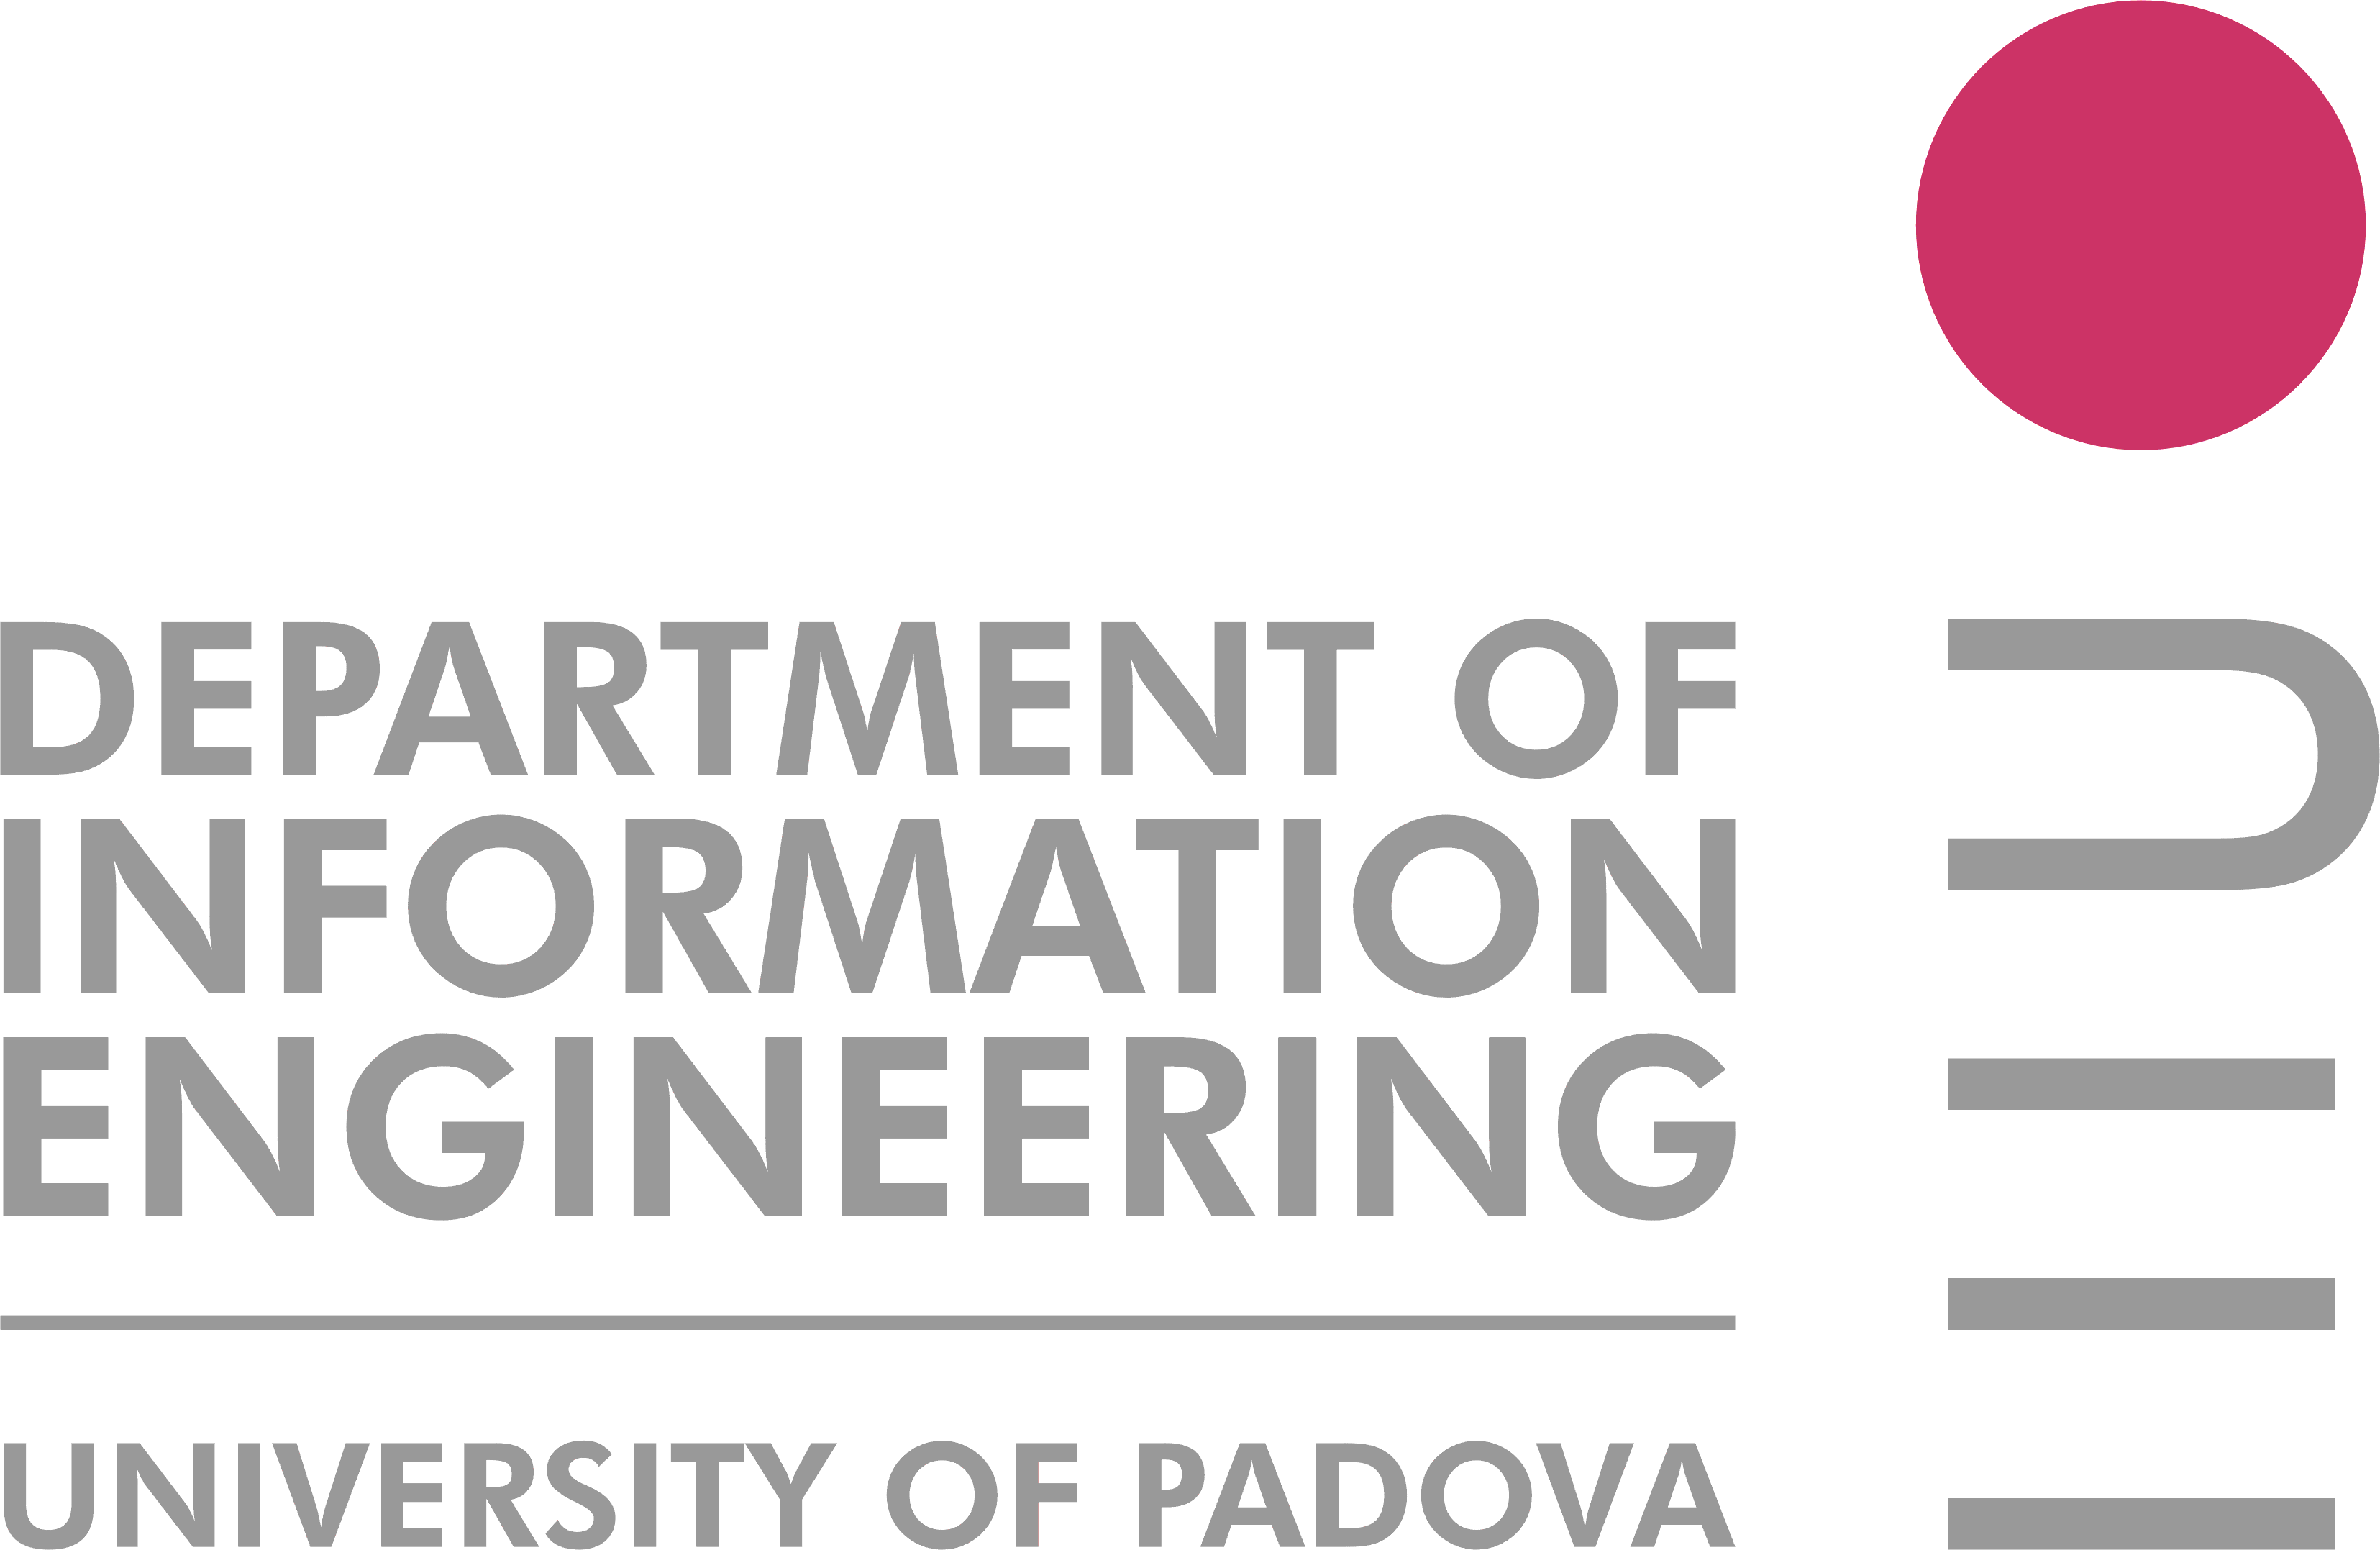 DEPARTMENT OF
INFORMATION
ENGINEERING
UNIVERSITY OF PADOVA